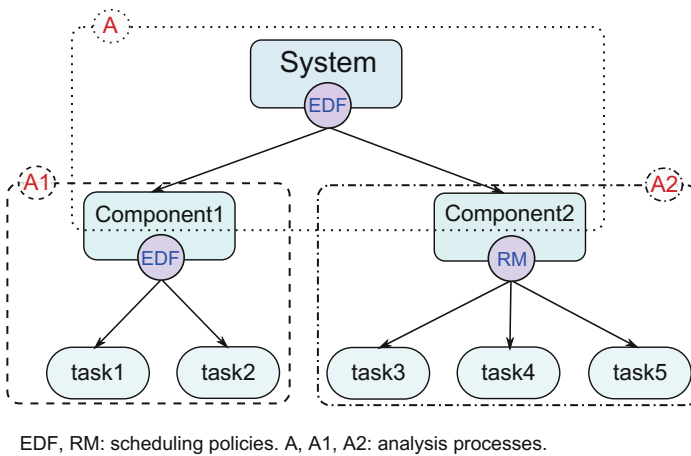 A
System
EDF
A1
A2
Component1
Component2
EDF
RM
task1
task2
task3
task4
task5
EDF, RM: scheduling policies. A, A1, A2: analysis processes.